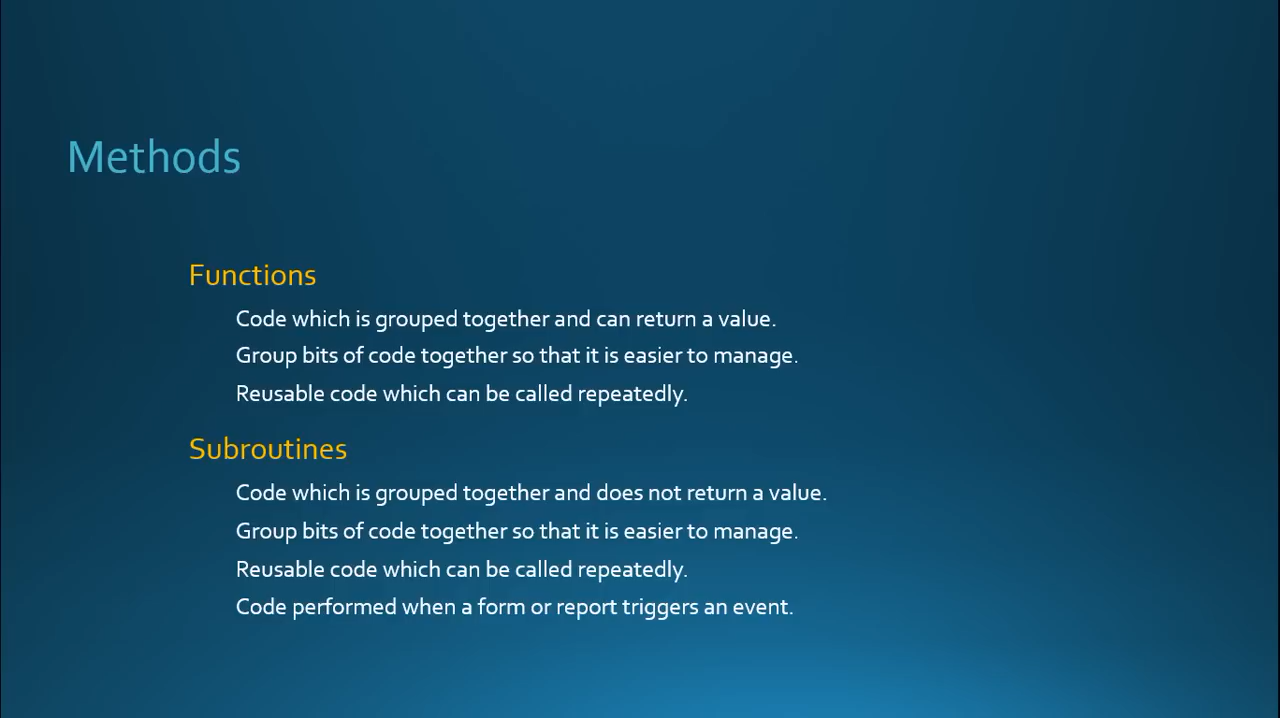 Methods
Functions
Code which is grouped together and can return a value.
Group bits of code together so that it is easier to manage.
Reusable code which can be called repeatedly.
Subroutines
Code which is grouped together and does not return a value.
Group bits of code together so that it is easier to manage.
Reusable code which can be called repeatedly.
Code performed when a form or report triggers an event.